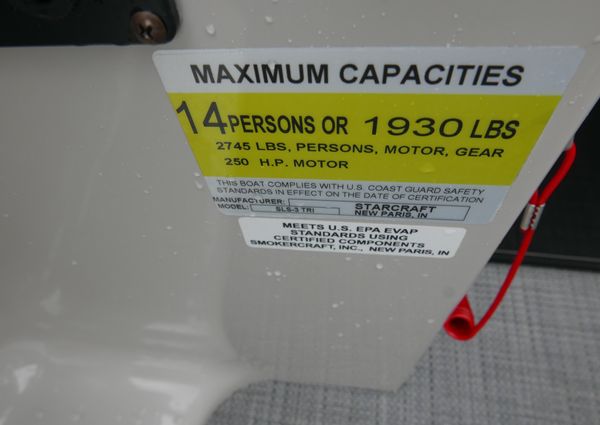 MAXIMUM CAPACITIES
14 PERSONS OR 1930 LBS
2745 LBS, PERSONS, MOTOR, GEAR
250 H.P. MOTOR
THIS BOAT COMPLIES WITH U.S. COAST GUARD SAFETY
STANDARDS IN EFFECT ON THE DATE OF CERTIFICATION
MANUFACTURER: STARCRAFT
MODEL: SLS-3 TRI NEW PARIS, IN
MEETS U.S. EPA EVAP
STANDARDS USING
CERTIFIED COMPONENTS
SMOKERCRAFT, INC., NEW PARIS, IN